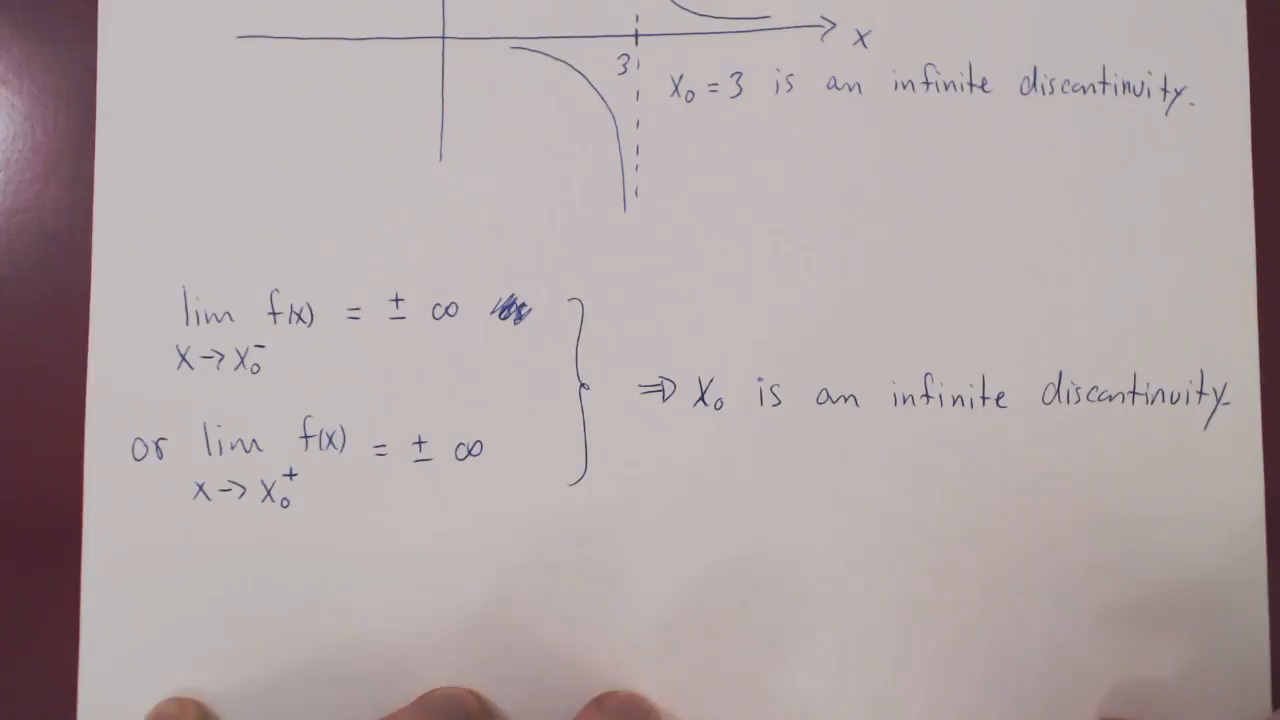 x
3
x₀ = 3 is an infinite discontinuity.
lim f(x) = ± ∞
x → x₀⁻
⇒ x₀ is an infinite discontinuity.
or lim f(x) = ± ∞
x → x₀⁺